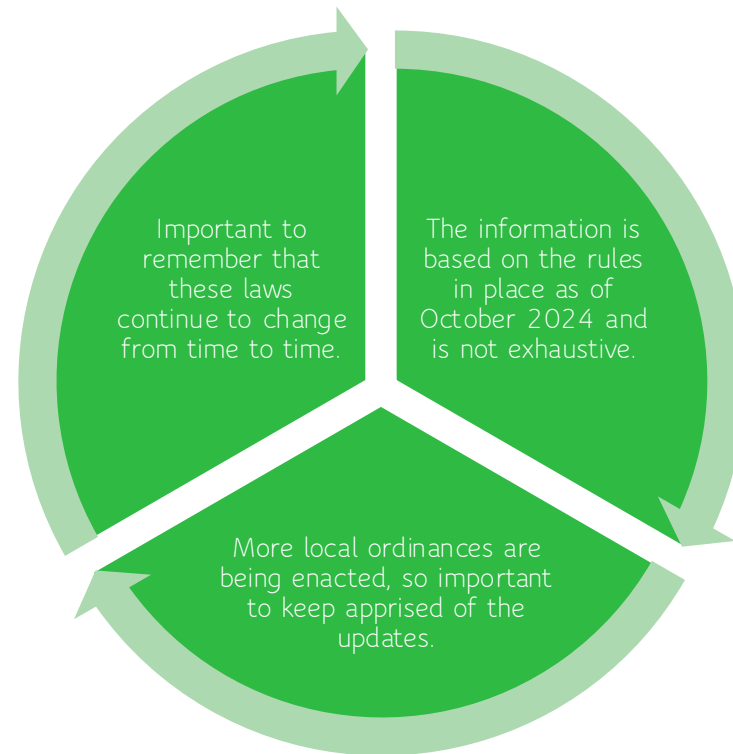 Important to
remember that
these laws
continue to change
from time to time.
The information is
based on the rules
in place as of
October 2024 and
is not exhaustive.
More local ordinances are
being enacted, so important
to keep apprised of the
updates.